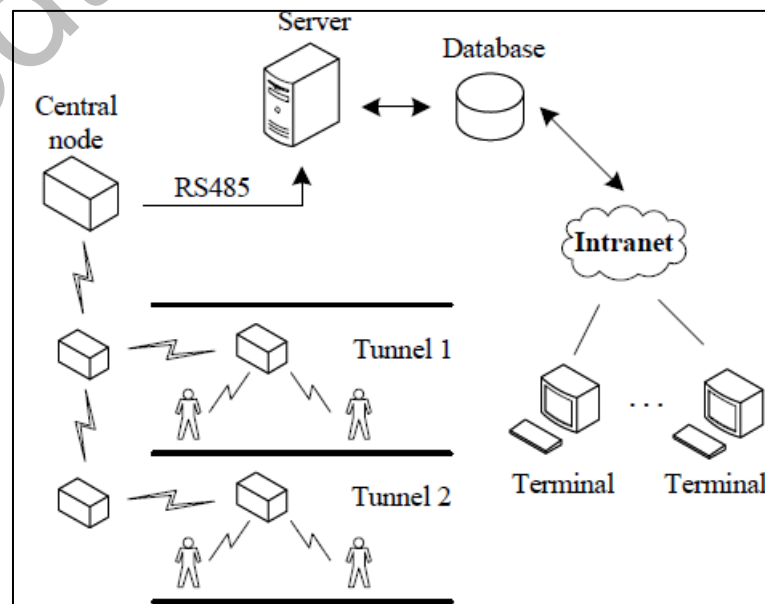 Server
Database
Central
node
RS485
Intranet
Tunnel 1
Terminal
...
Terminal
Tunnel 2